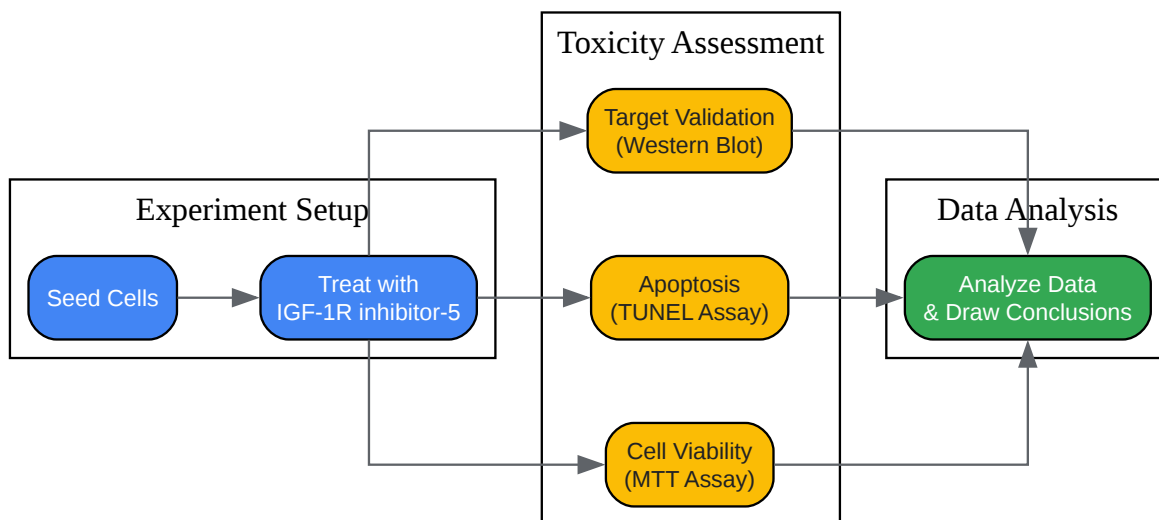 Experiment Setup
Seed Cells
Treat with
IGF-1R inhibitor-5
Toxicity Assessment
Target Validation
(Western Blot)
Apoptosis
(TUNEL Assay)
Cell Viability
(MTT Assay)
Data Analysis
Analyze Data
& Draw Conclusions